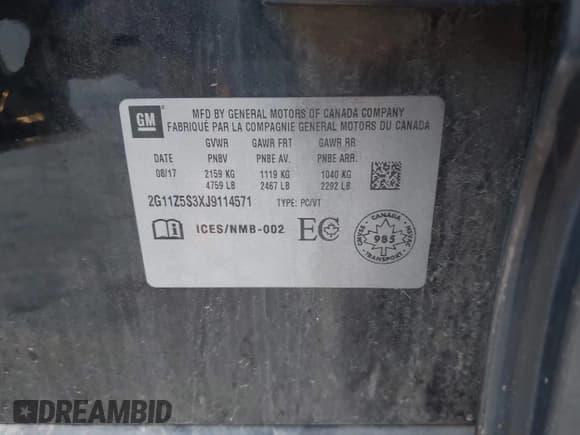 GM
MFD BY GENERAL MOTORS OF CANADA COMPANY
FABRIQUÉ PAR LA COMPAGNIE GENERAL MOTORS DU CANADA
GVWR GAWR FRT GAWR RR
PNBV PNBE AV. PNBE ARR.
08/17 2159 KG 1119 KG 1040 KG
4759 LB 2467 LB 2292 LB
2G11Z5S3XJ9114571 TYPE: PC/VT
i ICES/NMB-002 EC
CANADA
CMVSS NSVAC
985
TRANSPORT
DREAMBID